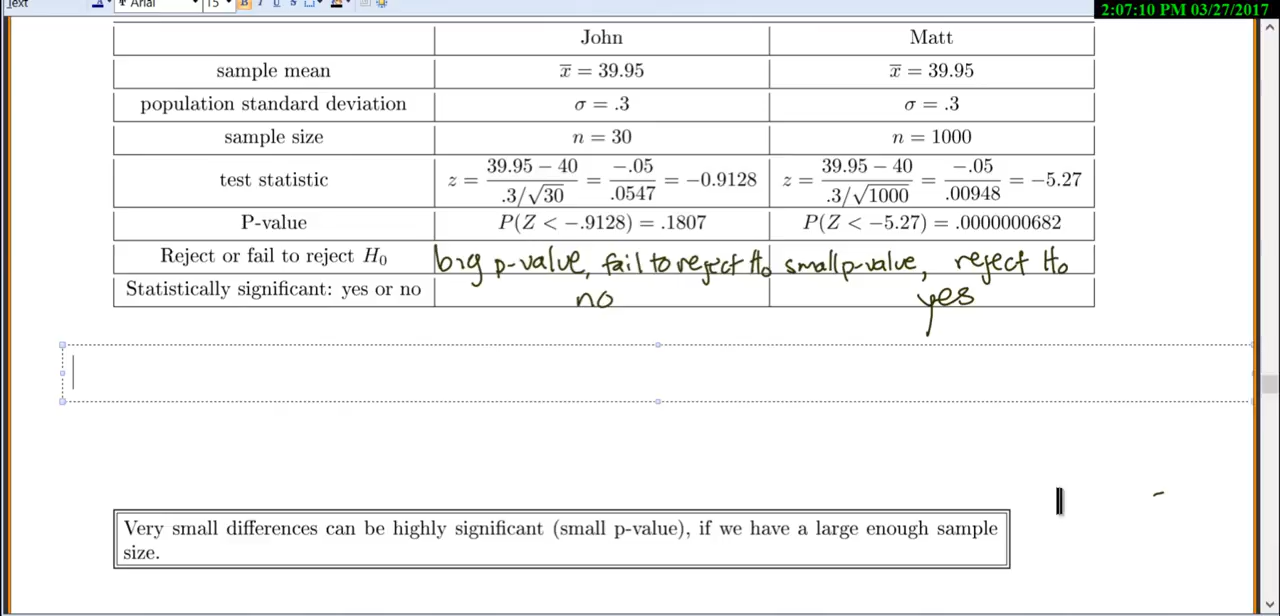 Text Arial 15 B I U S
2:07:10 PM 03/27/2017
John Matt
sample mean x̅ = 39.95 x̅ = 39.95
population standard deviation σ = .3 σ = .3
sample size n = 30 n = 1000
test statistic z = (39.95 − 40)/(.3/√30) = −.05/.0547 = −0.9128 z = (39.95 − 40)/(.3/√1000) = −.05/.00948 = −5.27
P-value P(Z < −.9128) = .1807 P(Z < −5.27) = .0000000682
Reject or fail to reject H₀ big p-value, fail to reject H₀ small p-value, reject H₀
Statistically significant: yes or no no yes
Very small differences can be highly significant (small p-value), if we have a large enough sample
size.